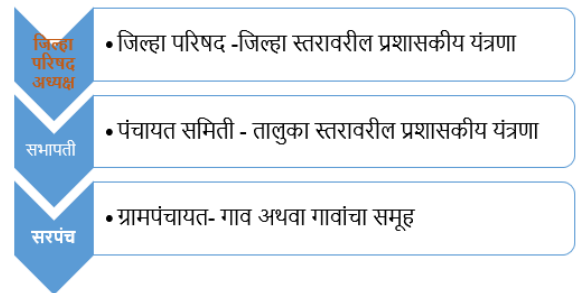 जिल्हा
परिषद
अध्यक्ष
• जिल्हा परिषद -जिल्हा स्तरावरील प्रशासकीय यंत्रणा
सभापती
• पंचायत समिती - तालुका स्तरावरील प्रशासकीय यंत्रणा
सरपंच
• ग्रामपंचायत- गाव अथवा गावांचा समूह